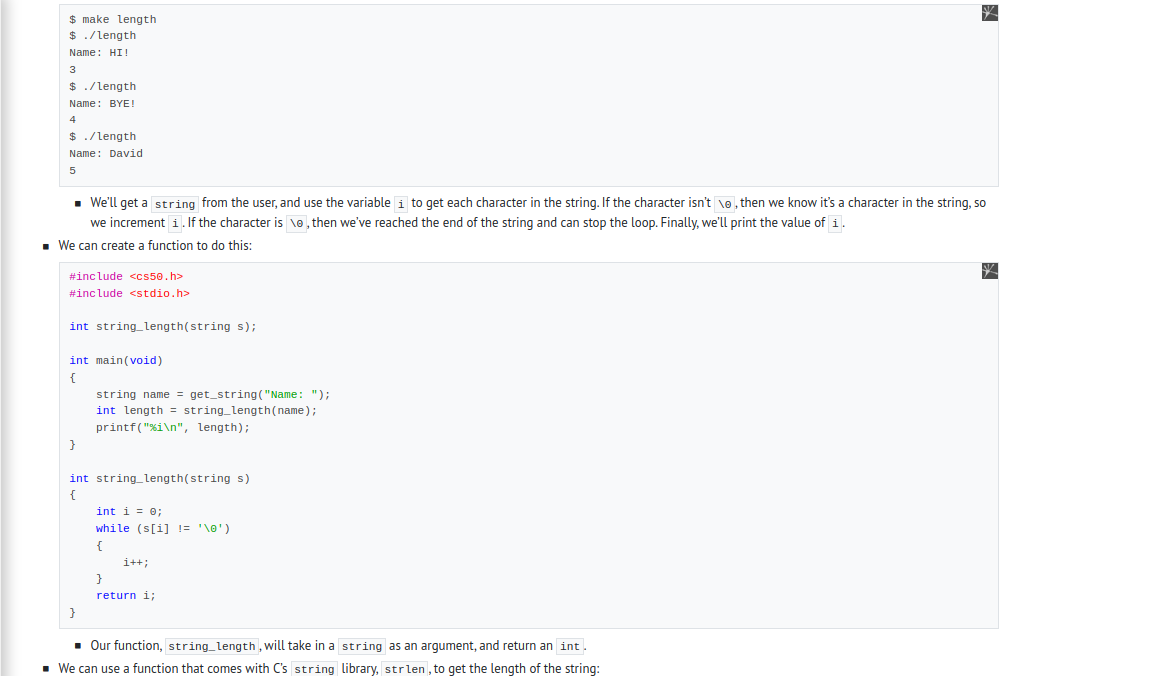 $ make length
$ ./length
Name: HI!
3
$ ./length
Name: BYE!
4
$ ./length
Name: David
5
▪ We'll get a string from the user, and use the variable i to get each character in the string. If the character isn't \0, then we know it's a character in the string, so
we increment i. If the character is \0, then we've reached the end of the string and can stop the loop. Finally, we'll print the value of i.
▪ We can create a function to do this:
#include <cs50.h>
#include <stdio.h>

int string_length(string s);

int main(void)
{
    string name = get_string("Name: ");
    int length = string_length(name);
    printf("%i\n", length);
}

int string_length(string s)
{
    int i = 0;
    while (s[i] != '\0')
    {
        i++;
    }
    return i;
}
▪ Our function, string_length, will take in a string as an argument, and return an int.
▪ We can use a function that comes with C's string library, strlen, to get the length of the string: